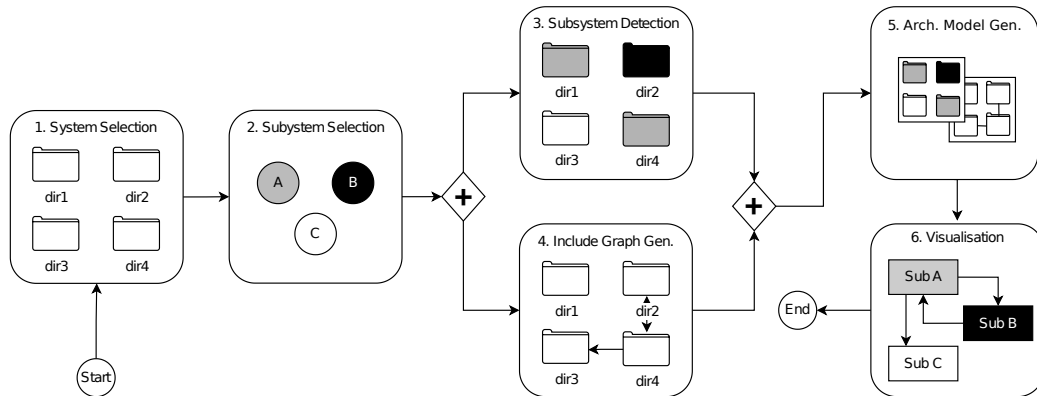 1. System Selection
dir1
dir2
dir3
dir4
Start
2. Subystem Selection
A
B
C
+
3. Subsystem Detection
dir1
dir2
dir3
dir4
4. Include Graph Gen.
dir1
dir2
dir3
dir4
+
5. Arch. Model Gen.
6. Visualisation
Sub A
Sub B
Sub C
End